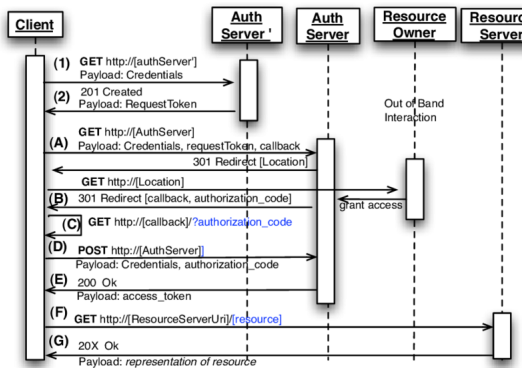 Client
Auth
Server '
Auth
Server
Resource
Owner
Server
(1) GET http://[authServer']
Payload: Credentials
(2) 201 Created
Payload: RequestToken
Out of Band
Interaction
(A) GET http://[AuthServer]
Payload: Credentials, requestToken, callback
301 Redirect [Location]
GET http://[Location]
(B) 301 Redirect [callback, authorization_code]
grant access
(C) GET http://[callback]/?authorization_code
(D) POST http://[AuthServer]]
Payload: Credentials, authorization_code
(E) 200 Ok
Payload: access_token
(F) GET http://[ResourceServerUri]/[resource]
(G) 20X Ok
Payload: representation of resource